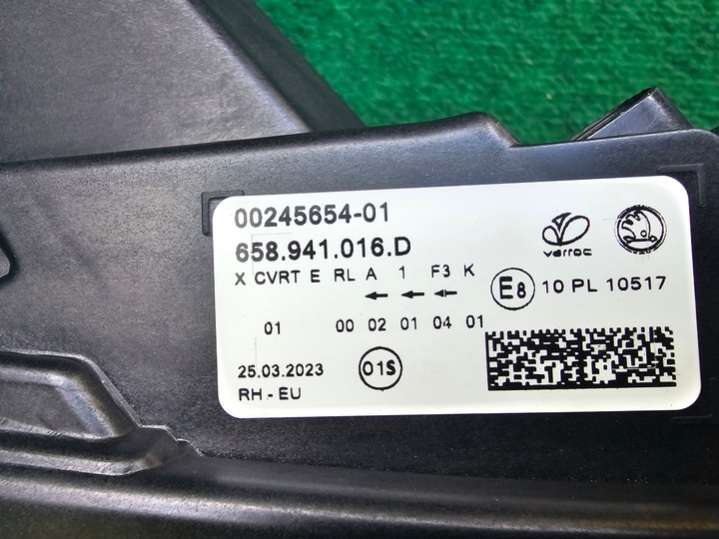 00245654-01
658.941.016.D
X CVRT E RL A 1 F3 K
← ← ←
01 00 02 01 04 01
25.03.2023
01S
RH - EU
varroc
E8 10 PL 10517